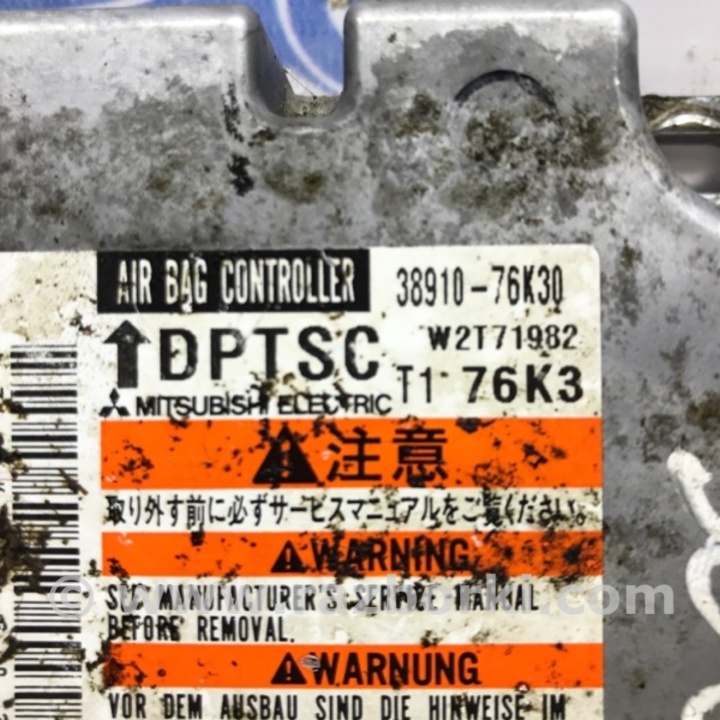 AIR BAG CONTROLLER 38910-76K30
DPTSC W2T71982
MITSUBISHI ELECTRIC T1 76K3
注意
取り外す前に必ずサービスマニュアルをご覧ください。
WARNING
SEE MANUFACTURER'S SERVICE MANUAL
BEFORE REMOVAL.
WARNUNG
VOR DEM AUSBAU SIND DIE HINWEISE IM